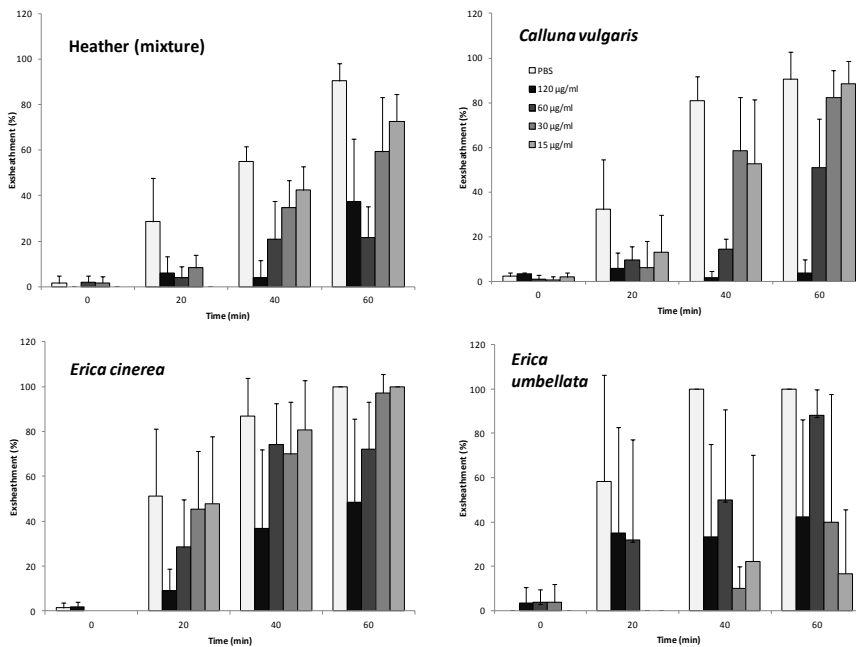 Heather (mixture)
120
100
80
60
40
20
0
Exsheathment (%)
0 20 40 60
Time (min)
Calluna vulgaris
120
100
80
60
40
20
0
Eexsheathment (%)
PBS
120 µg/ml
60 µg/ml
30 µg/ml
15 µg/ml
0 20 40 60
Time (min)
Erica cinerea
120
100
80
60
40
20
0
Exsheathment (%)
0 20 40 60
Time (min)
Erica
umbellata
120
100
80
60
40
20
0
Exsheathment (%)
0 20 40 60
Time (min)